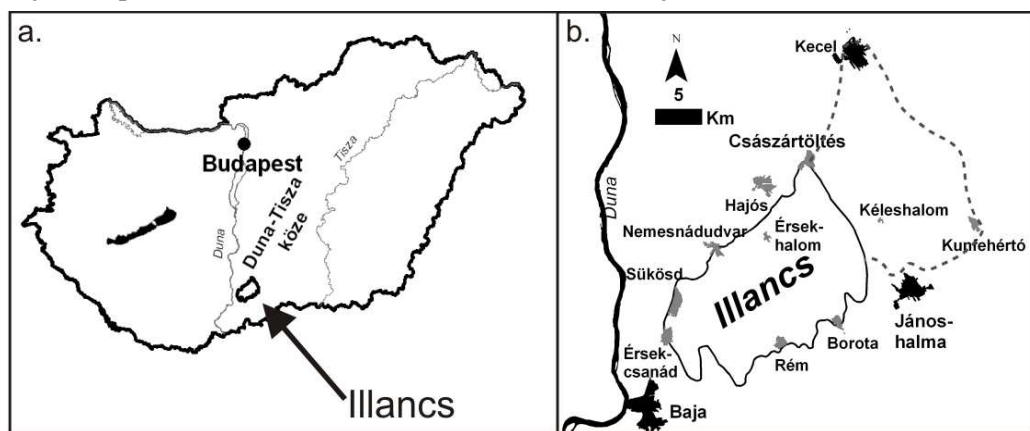 a.
Budapest
Duna
Duna-Tisza
köze
Tisza
Illancs
b.
N
5
Km
Duna
Kecel
Császártöltés
Hajós
Nemesnádudvar
Érsek-
halom
Kéleshalom
Kunfehértó
Sükösd
Illancs
János-
halma
Borota
Rém
Érsek-
csanád
Baja